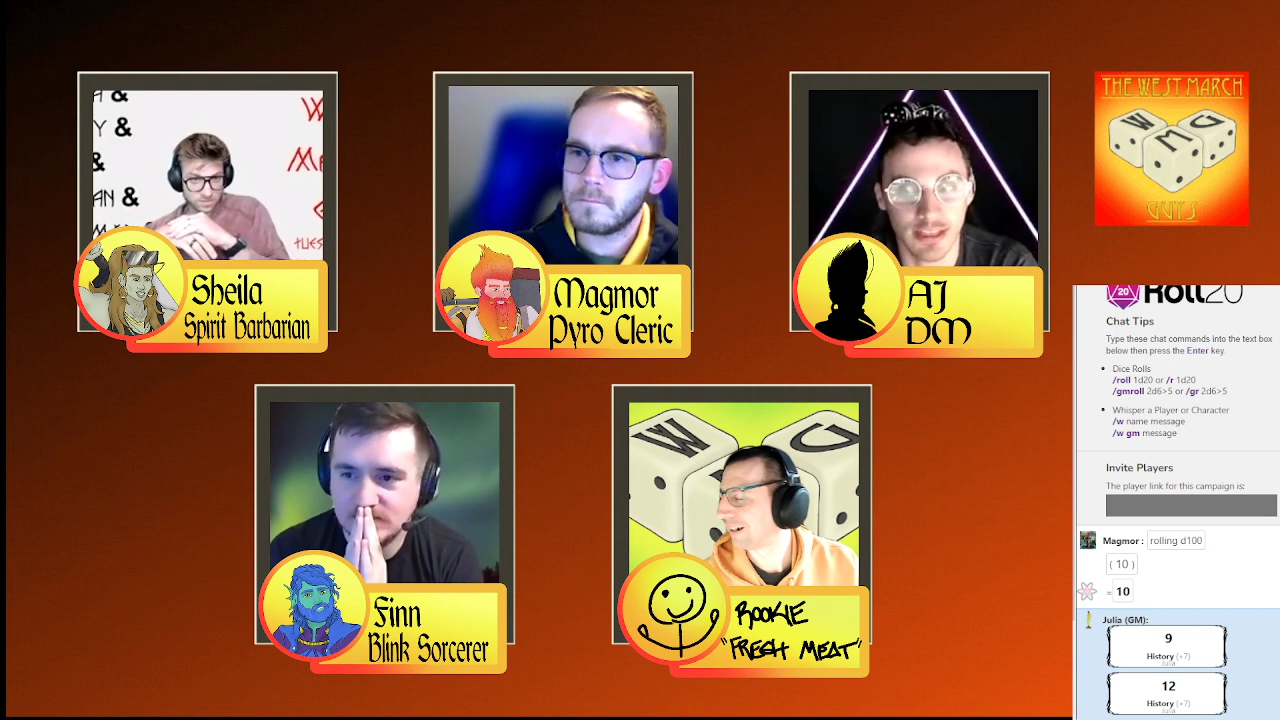 &
Y &
&
AN &
Sheila
Spirit Barbarian
Magmor
Pyro Cleric
AJ
DM
THE WEST MARCH
W M G
GUYS
Finn
Blink Sorcerer
W G
ROOKIE
"FRESH MEAT"
20 Roll20
Chat Tips
Type these chat commands into the text box
below then press the Enter key.
Dice Rolls
/roll 1d20 or /r 1d20
/gmroll 2d6>5 or /gr 2d6>5
Whisper a Player or Character
/w name message
/w gm message
Invite Players
The player link for this campaign is:
Magmor : rolling d100
( 10 )
= 10
Julia (GM):
9
History (+7)
Julia
12
History (+7)
Julia